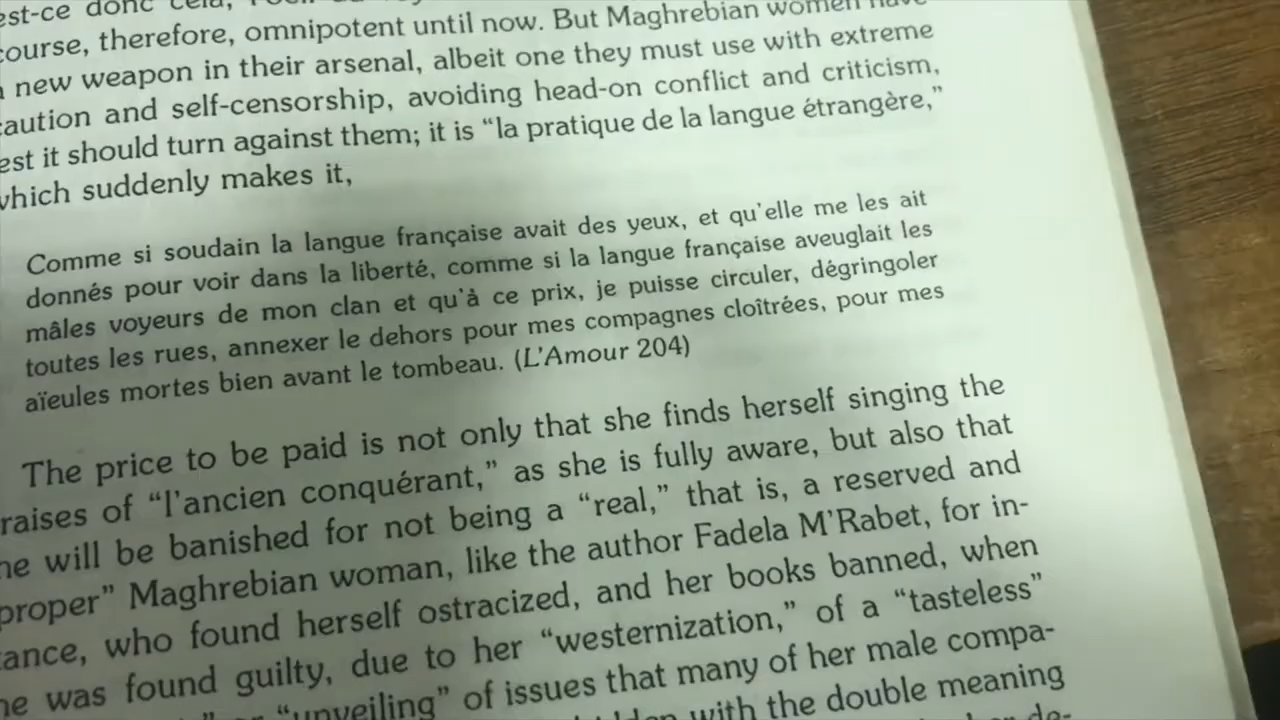 est-ce donc cela,
course, therefore, omnipotent until now. But Maghrebian women have
new weapon in their arsenal, albeit one they must use with extreme
caution and self-censorship, avoiding head-on conflict and criticism,
est it should turn against them; it is “la pratique de la langue étrangère,”
which suddenly makes it,
Comme si soudain la langue française avait des yeux, et qu'elle me les ait
donnés pour voir dans la liberté, comme si la langue française aveuglait les
mâles voyeurs de mon clan et qu'à ce prix, je puisse circuler, dégringoler
toutes les rues, annexer le dehors pour mes compagnes cloîtrées, pour mes
aïeules mortes bien avant le tombeau. (L'Amour 204)
The price to be paid is not only that she finds herself singing the
raises of “l'ancien conquérant,” as she is fully aware, but also that
he will be banished for not being a “real,” that is, a reserved and
proper” Maghrebian woman, like the author Fadela M'Rabet, for in-
tance, who found herself ostracized, and her books banned, when
he was found guilty, due to her “westernization,” of a “tasteless”
“unveiling” of issues that many of her male compa-
with the double meaning
de-